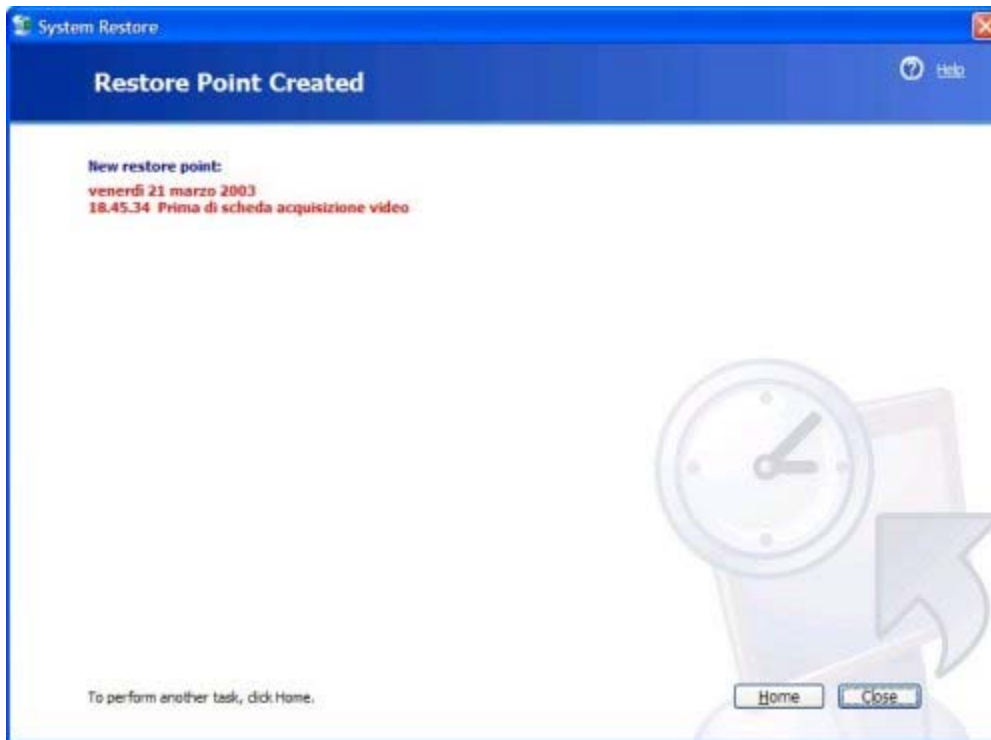 System Restore
Restore Point Created
Help
New restore point:
venerdì 21 marzo 2003
18.45.34 Prima di scheda acquisizione video
To perform another task, click Home.
Home
Close